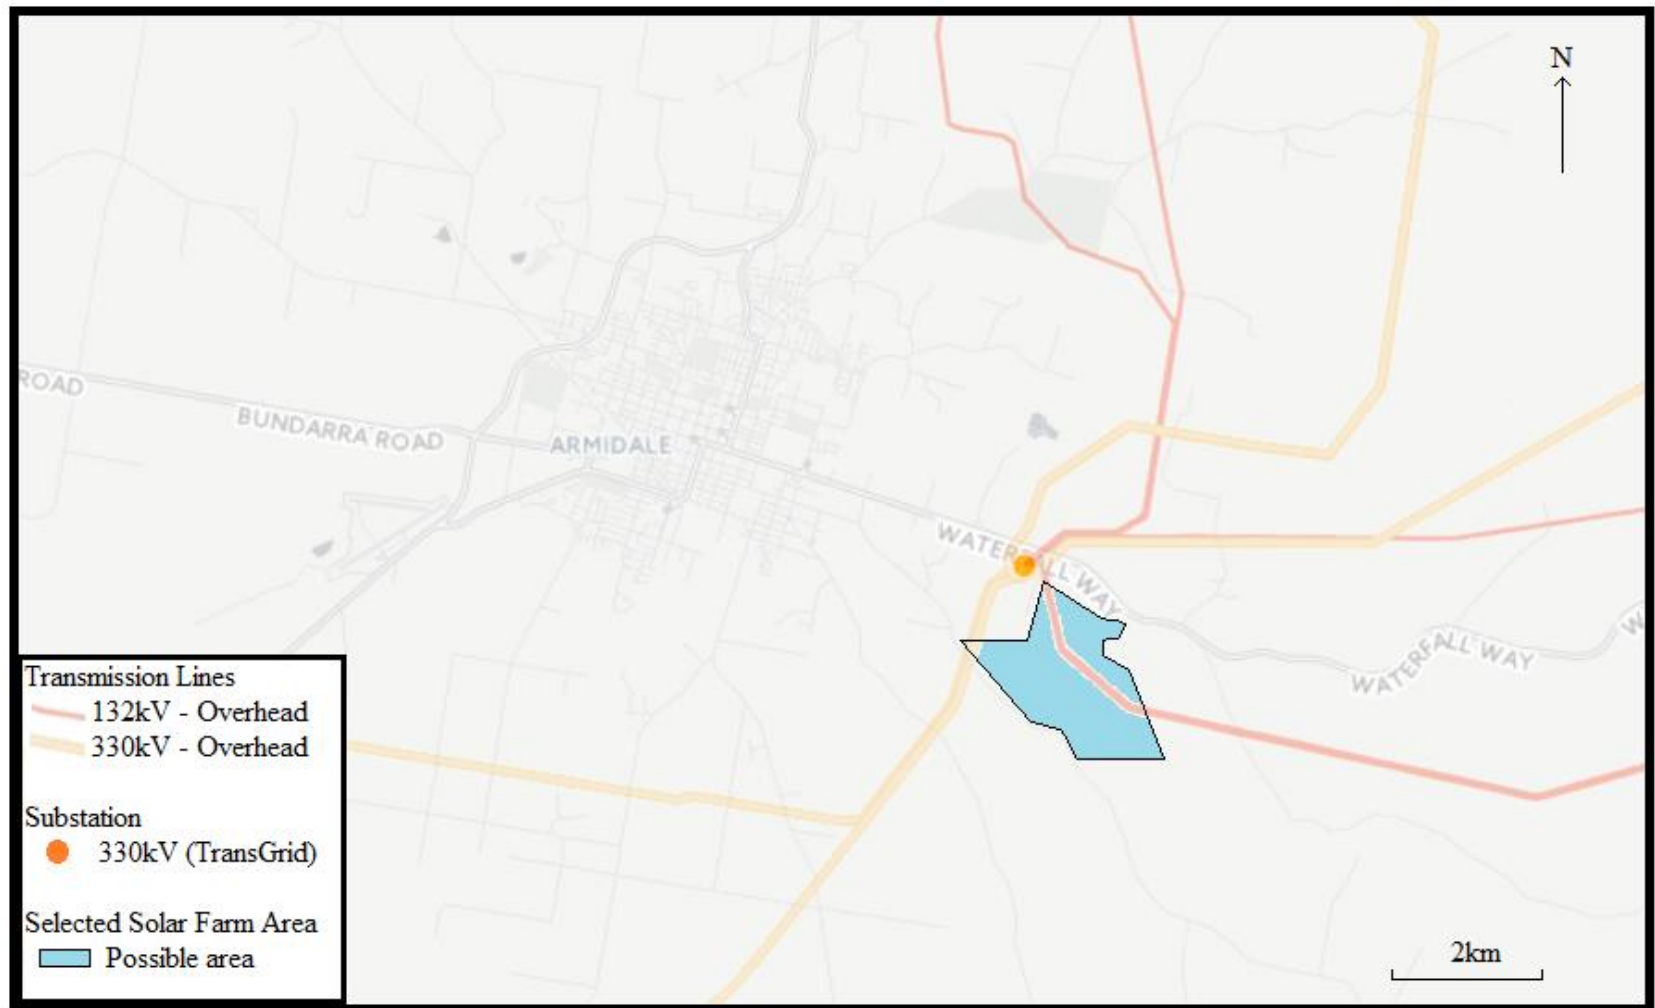 N
ROAD
BUNDARRA ROAD
ARMIDALE
WATERFALL WAY
WATERFALL WAY
W
Transmission Lines
132kV - Overhead
330kV - Overhead
Substation
330kV (TransGrid)
Selected Solar Farm Area
Possible area
2km